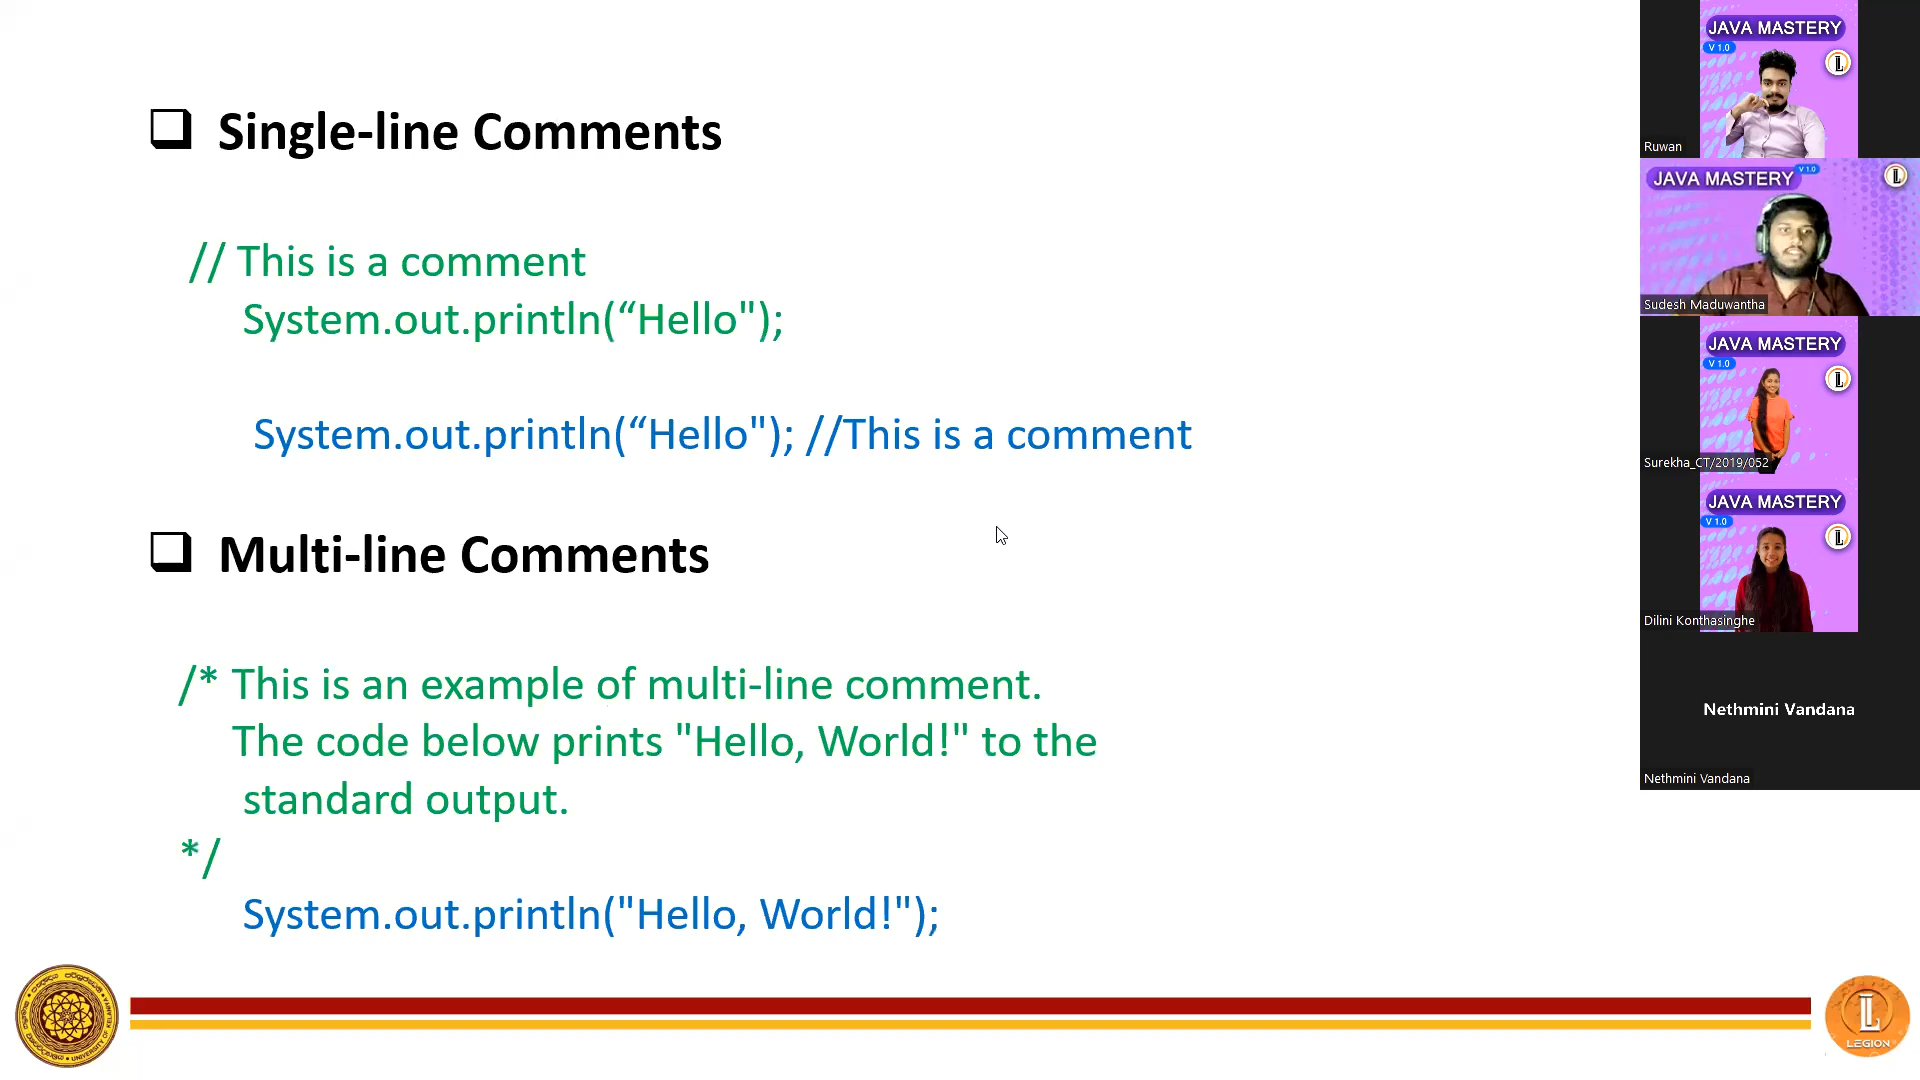 Single-line Comments
// This is a comment
System.out.println(“Hello");
System.out.println(“Hello"); //This is a comment
Multi-line Comments
/* This is an example of multi-line comment.
The code below prints "Hello, World!" to the
standard output.
*/
System.out.println("Hello, World!");
JAVA MASTERY
V 1.0
L
Ruwan
JAVA MASTERY
V 1.0
L
Sudesh Maduwantha
JAVA MASTERY
V 1.0
L
Surekha_CT/2019/052
JAVA MASTERY
V 1.0
L
Dilini Konthasinghe
Nethmini Vandana
Nethmini Vandana
L
LEGION